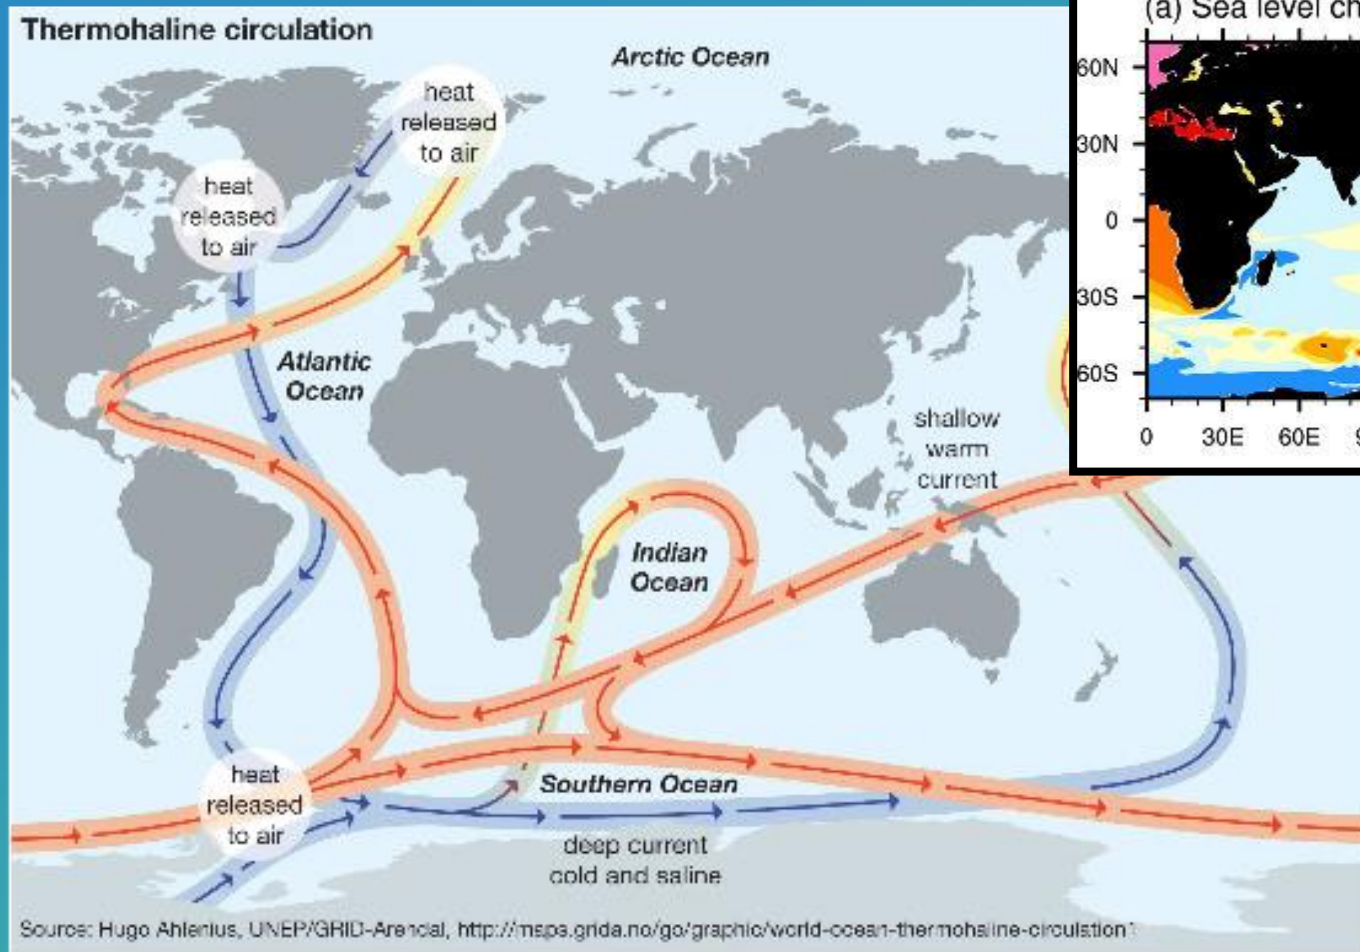 Thermohaline circulation
Arctic Ocean
heat
released
to air
heat
released
to air
Atlantic
Ocean
shallow
warm
current
Indian
Ocean
Southern Ocean
heat
released
to air
deep current
cold and saline
Source: Hugo Ahlenius, UNEP/GRID-Arendal, http://maps.grida.no/go/graphic/world-ocean-thermohaline-circulation1
(a) Sea level ch
60N
30N
0
30S
60S
0 30E 60E 9